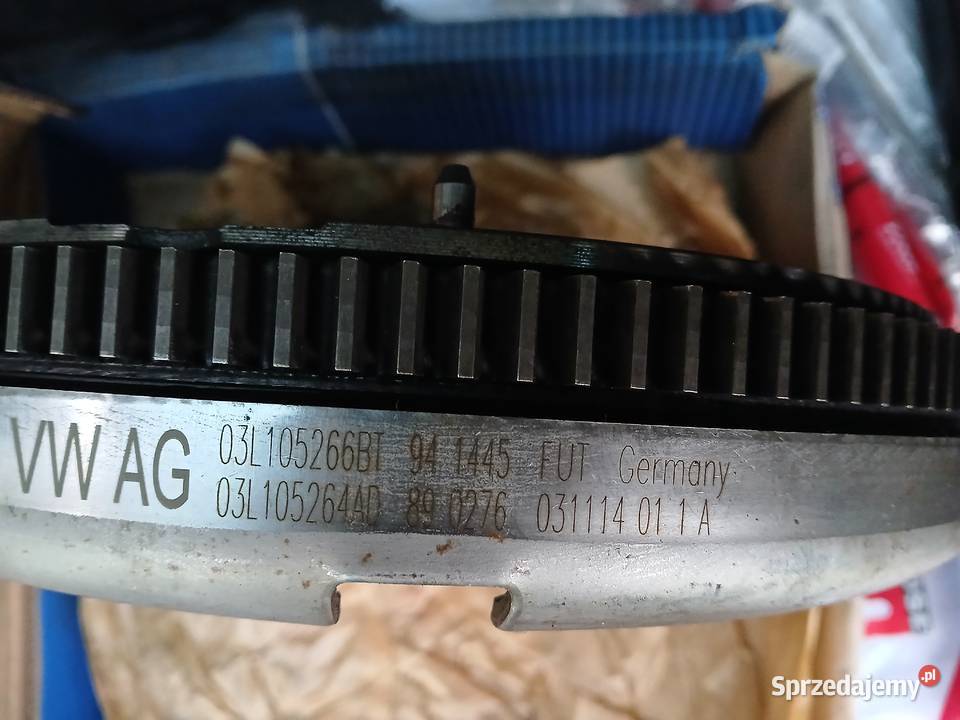 VW AG 03L105266BT 94 1445 FUT Germany
03L105264AD 89 0276 031114 01 1 A
Sprzedajemy.pl